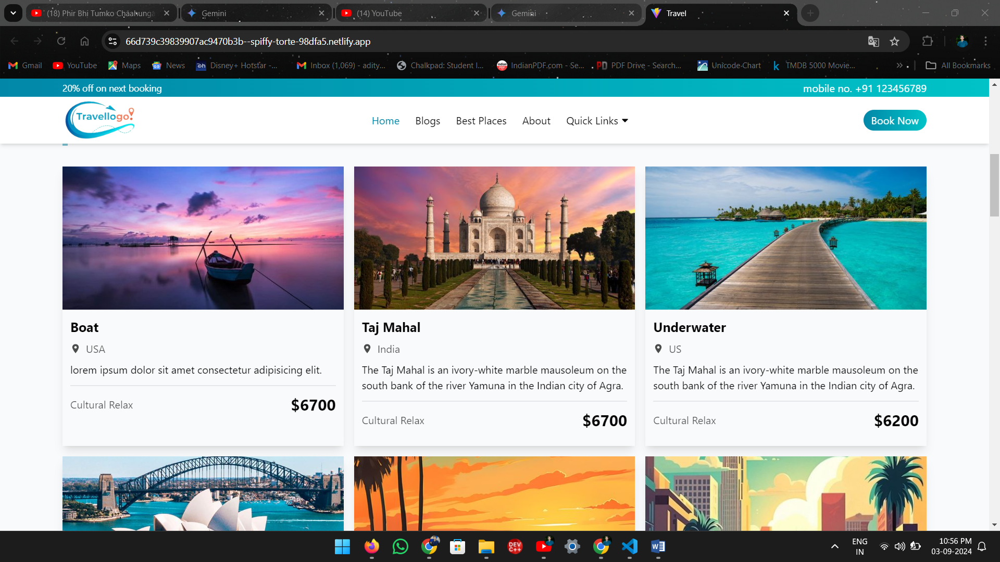 (18) Phir Bhi Tumko Chaahunga
Gemini
(14) YouTube
Gemini
Travel
66d739c39839907ac9470b3b--spiffy-torte-98dfa5.netlify.app
Gmail
YouTube
Maps
News
Disney+ Hotstar -...
Inbox (1,069) - adity...
Chalkpad: Student I...
IndianPDF.com - Se...
PDF Drive - Search...
Unicode Chart
TMDB 5000 Movie...
All Bookmarks
20% off on next booking
mobile no. +91 123456789
Travellogo!
Home
Blogs
Best Places
About
Quick Links
Book Now
Boat
USA
lorem ipsum dolor sit amet consectetur adipisicing elit.
Cultural Relax
$6700
Taj Mahal
India
The Taj Mahal is an ivory-white marble mausoleum on the
south bank of the river Yamuna in the Indian city of Agra.
Cultural Relax
$6700
Underwater
US
The Taj Mahal is an ivory-white marble mausoleum on the
south bank of the river Yamuna in the Indian city of Agra.
Cultural Relax
$6200
DEV
C++
ENG
IN
10:56 PM
03-09-2024